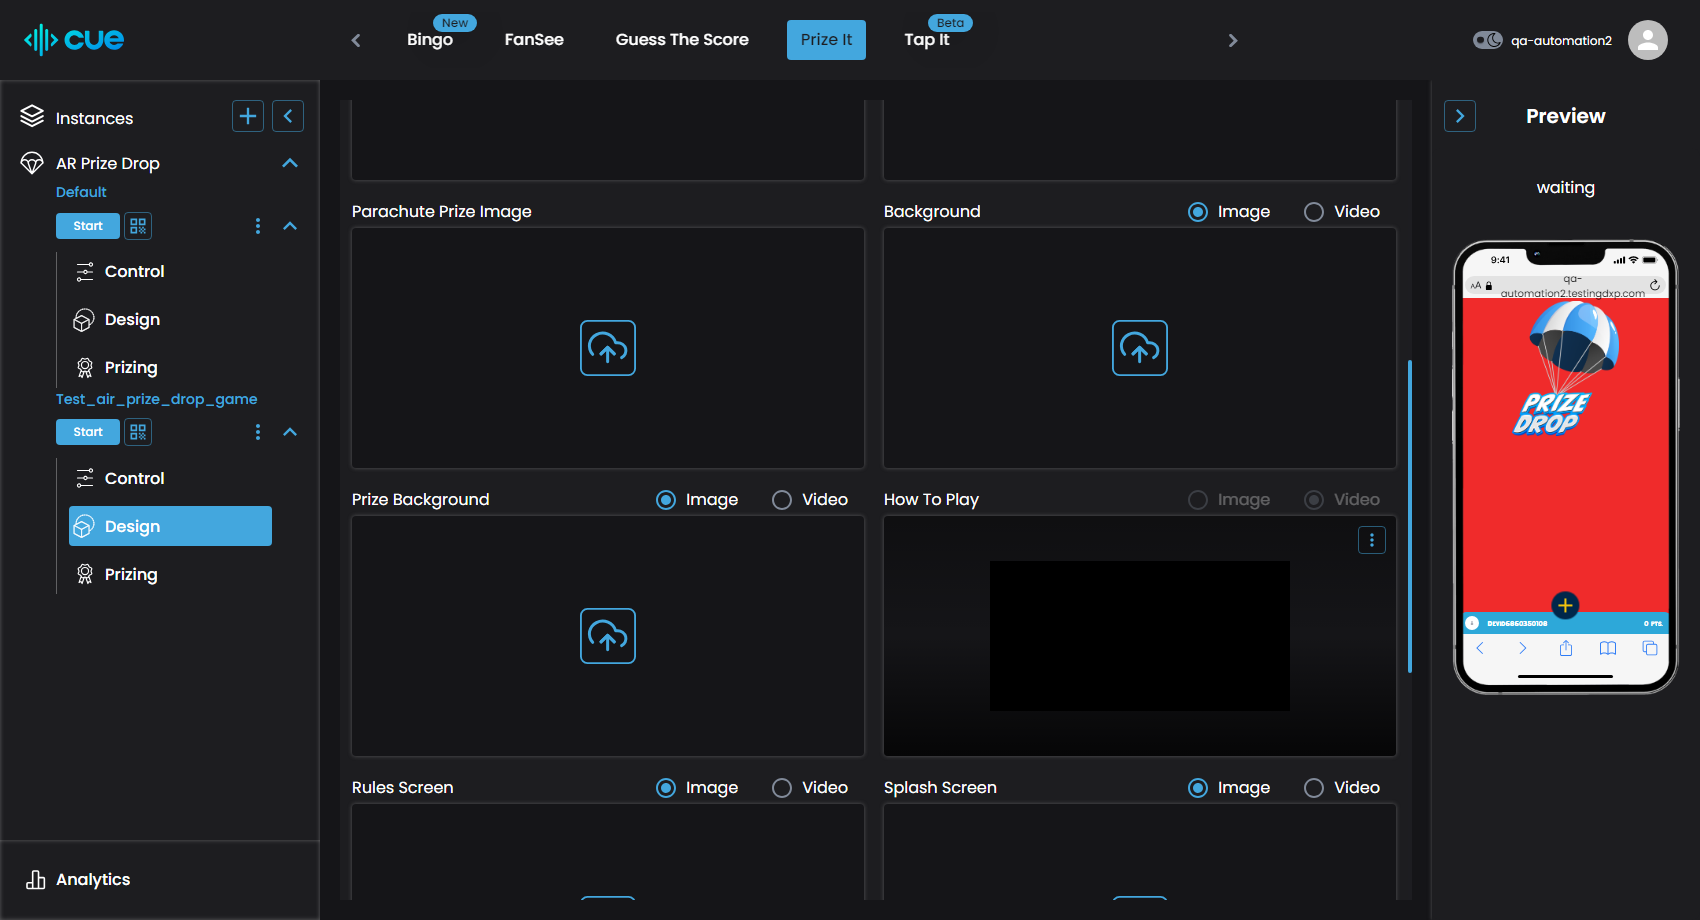 cue
Bingo
New
FanSee
Guess The Score
Prize It
Tap It
Beta
qa-automation2
Instances
AR Prize Drop
Default
Start
Control
Design
Prizing
Test_air_prize_drop_game
Start
Control
Design
Prizing
Analytics
Parachute Prize Image
Background
Image
Video
Prize Background
Image
Video
How To Play
Image
Video
Rules Screen
Image
Video
Splash Screen
Image
Video
Preview
waiting
9:41
AA
qa-
automation2.testingdxp.com
PRIZE
DROP
0 PTS.